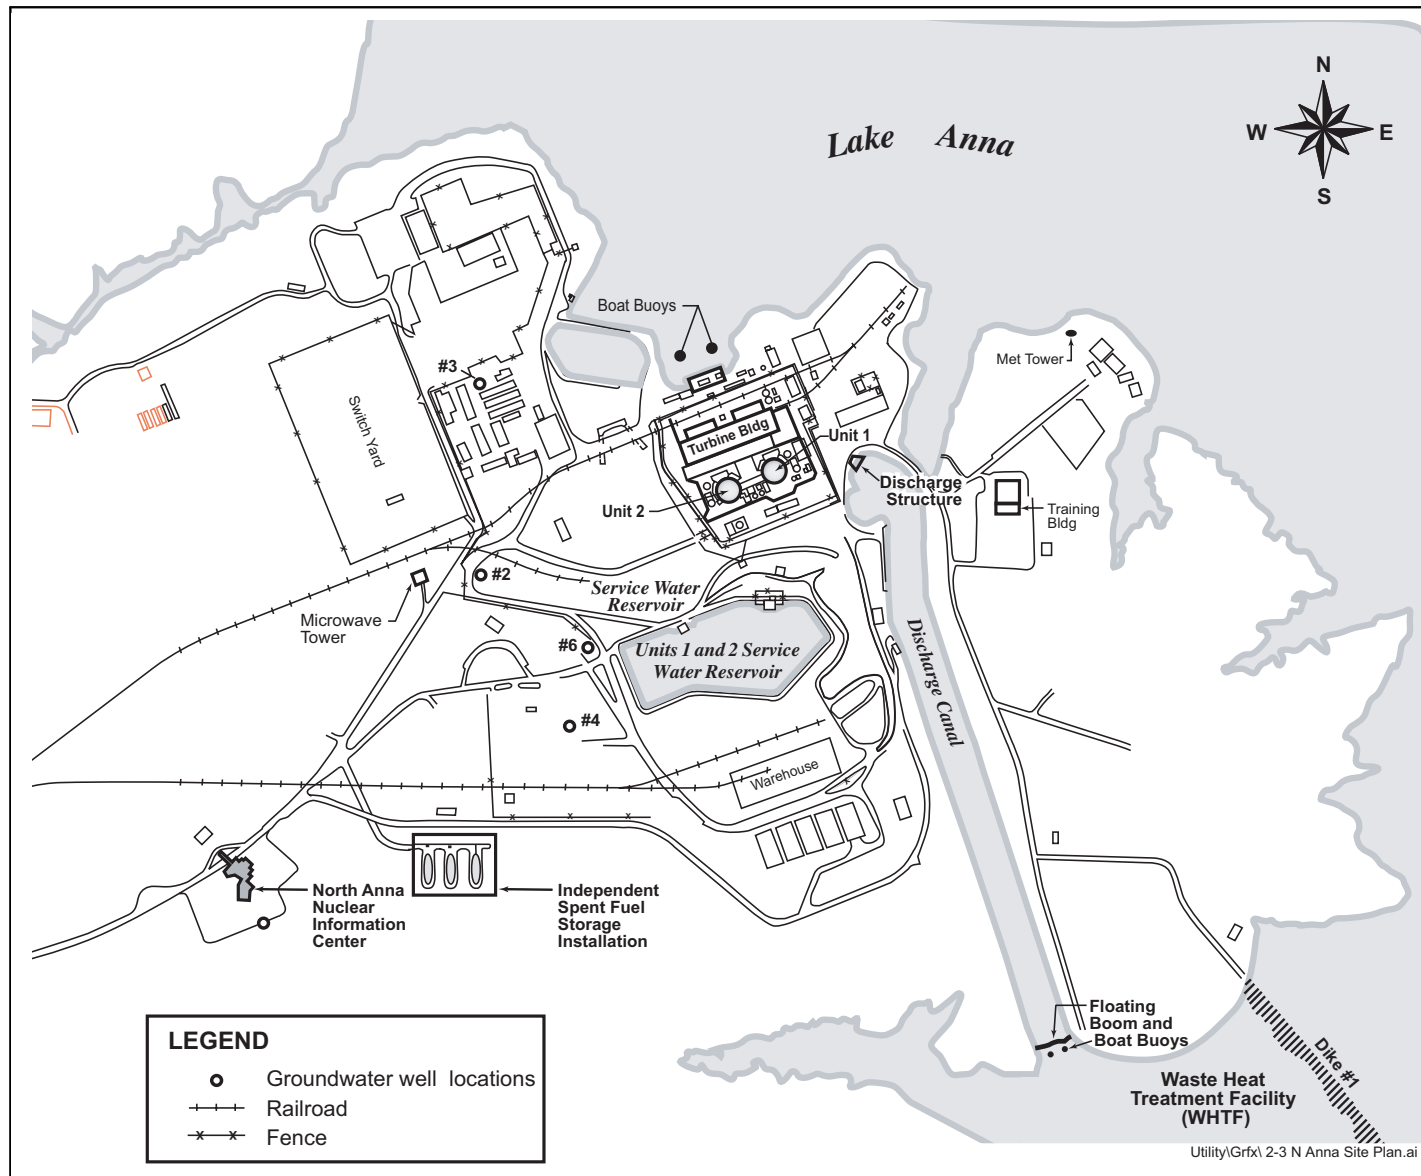 N
W E
S
Lake Anna
Boat Buoys
Met Tower
#3
Switch Yard
Turbine Bldg
Unit 1
Discharge
Structure
Unit 2
Training
Bldg
#2
Service Water
Reservoir
Microwave
Tower
#6
Units 1 and 2 Service
Water Reservoir
Discharge Canal
#4
Warehouse
North Anna
Nuclear
Information
Center
Independent
Spent Fuel
Storage
Installation
Floating
Boom and
Boat Buoys
Dike #1
Waste Heat
Treatment Facility
(WHTF)
LEGEND
Groundwater well locations
Railroad
Fence
Utility\Grfx\ 2-3 N Anna Site Plan.ai